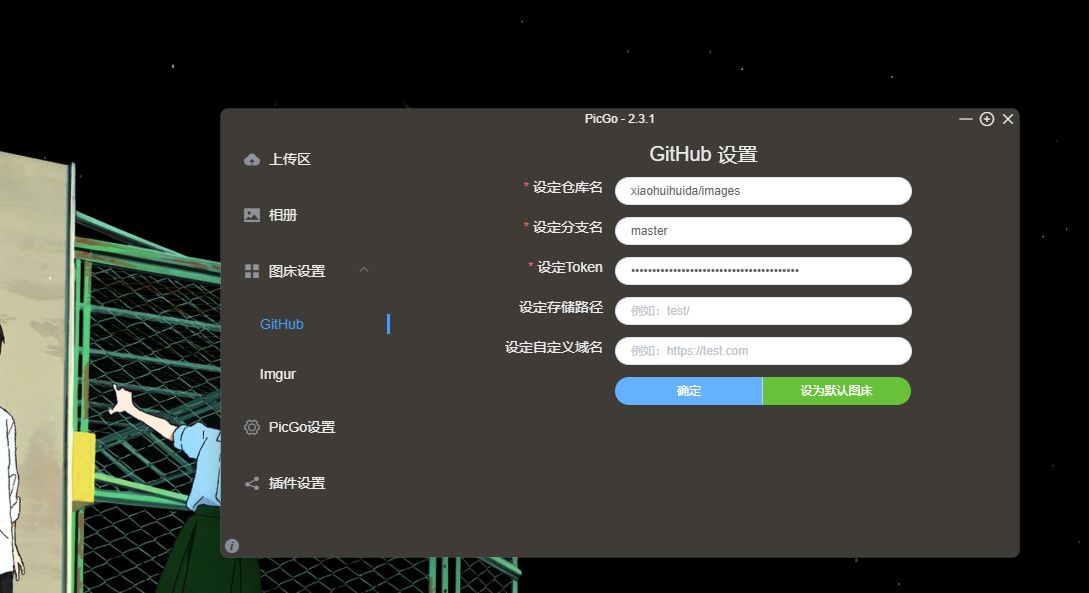 PicGo - 2.3.1
上传区
相册
图床设置
GitHub
Imgur
PicGo设置
插件设置
GitHub 设置
* 设定仓库名
xiaohuihuida/images
* 设定分支名
master
* 设定Token
设定存储路径
例如：test/
设定自定义域名
例如：https://test.com
确定
设为默认图床